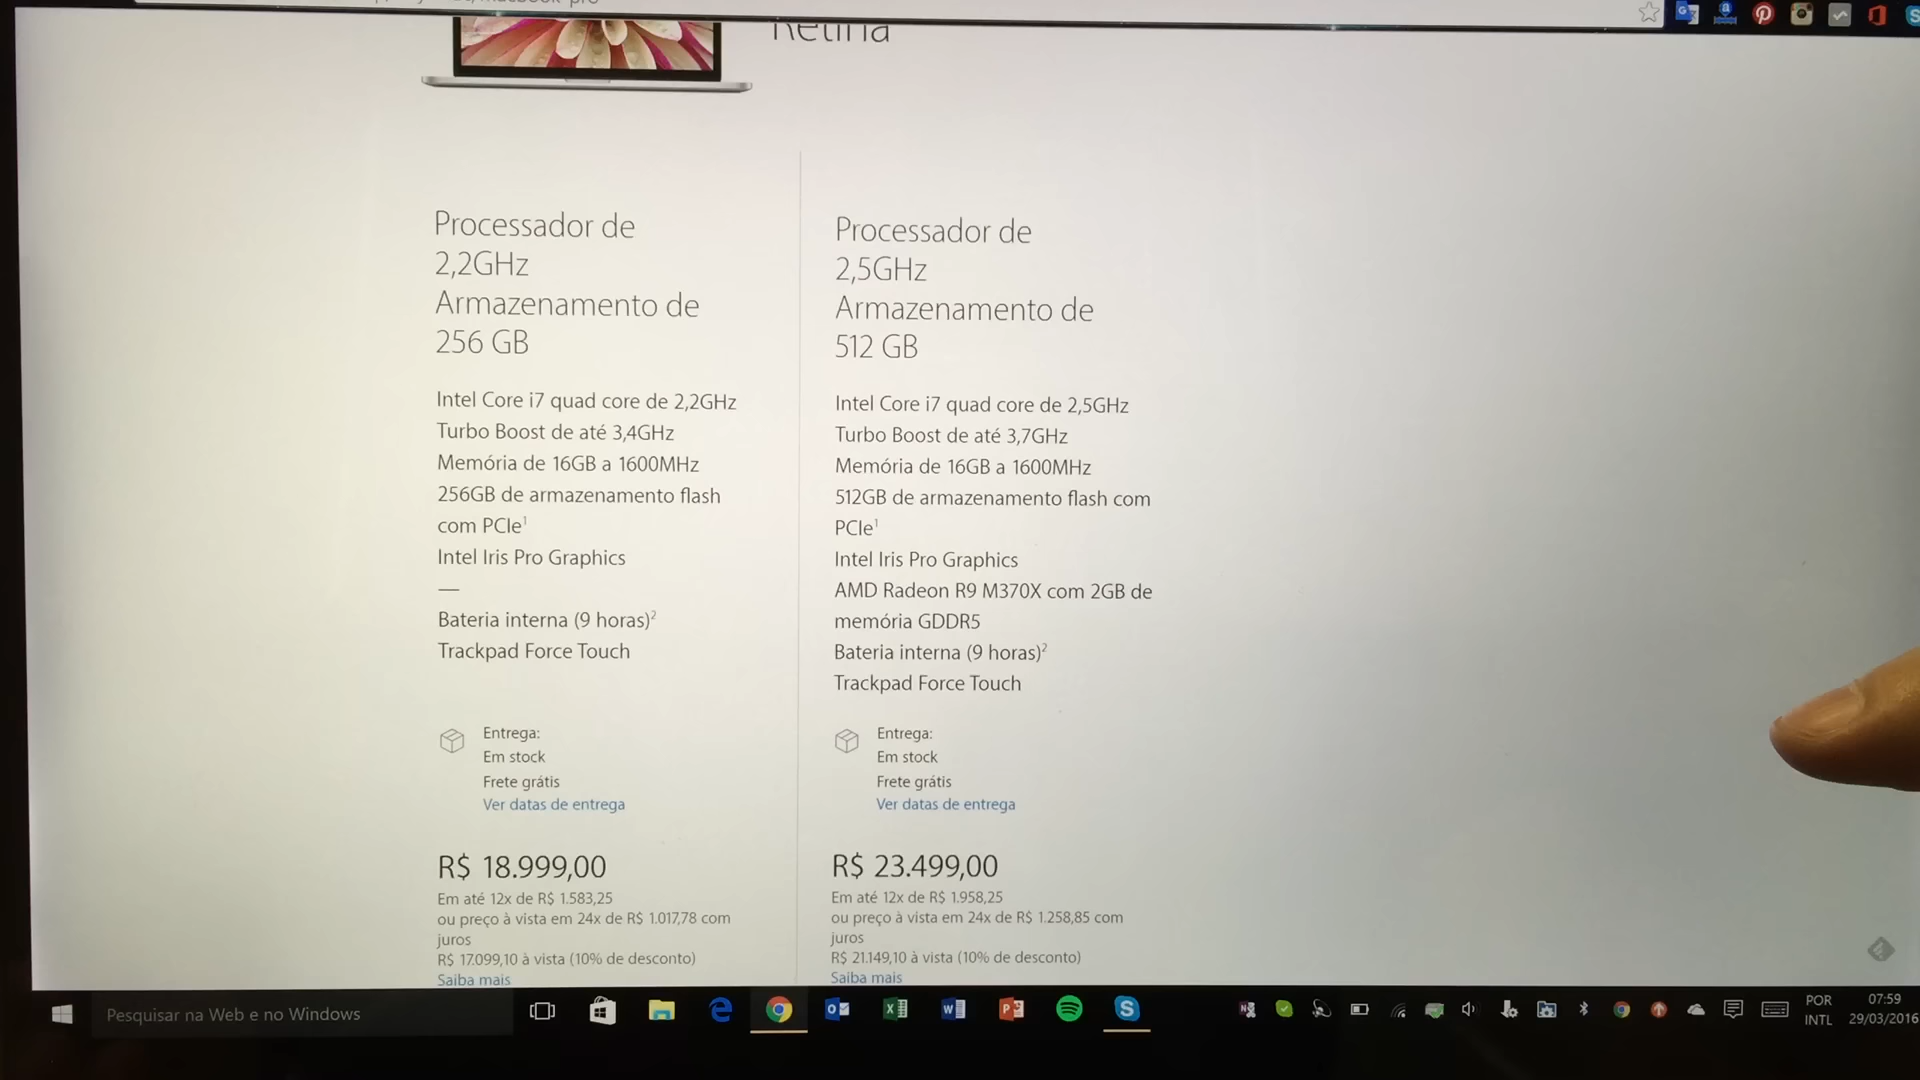 Retina
Processador de
2,2GHz
Armazenamento de
256 GB
Intel Core i7 quad core de 2,2GHz
Turbo Boost de até 3,4GHz
Memória de 16GB a 1600MHz
256GB de armazenamento flash
com PCIe1
Intel Iris Pro Graphics
—
Bateria interna (9 horas)2
Trackpad Force Touch
Entrega:
Em stock
Frete grátis
Ver datas de entrega
R$ 18.999,00
Em até 12x de R$ 1.583,25
ou preço à vista em 24x de R$ 1.017,78 com
juros
R$ 17.099,10 à vista (10% de desconto)
Saiba mais
Processador de
2,5GHz
Armazenamento de
512 GB
Intel Core i7 quad core de 2,5GHz
Turbo Boost de até 3,7GHz
Memória de 16GB a 1600MHz
512GB de armazenamento flash com
PCIe1
Intel Iris Pro Graphics
AMD Radeon R9 M370X com 2GB de
memória GDDR5
Bateria interna (9 horas)2
Trackpad Force Touch
Entrega:
Em stock
Frete grátis
Ver datas de entrega
R$ 23.499,00
Em até 12x de R$ 1.958,25
ou preço à vista em 24x de R$ 1.258,85 com
juros
R$ 21.149,10 à vista (10% de desconto)
Saiba mais
Pesquisar na Web e no Windows
POR
INTL
07:59
29/03/2016